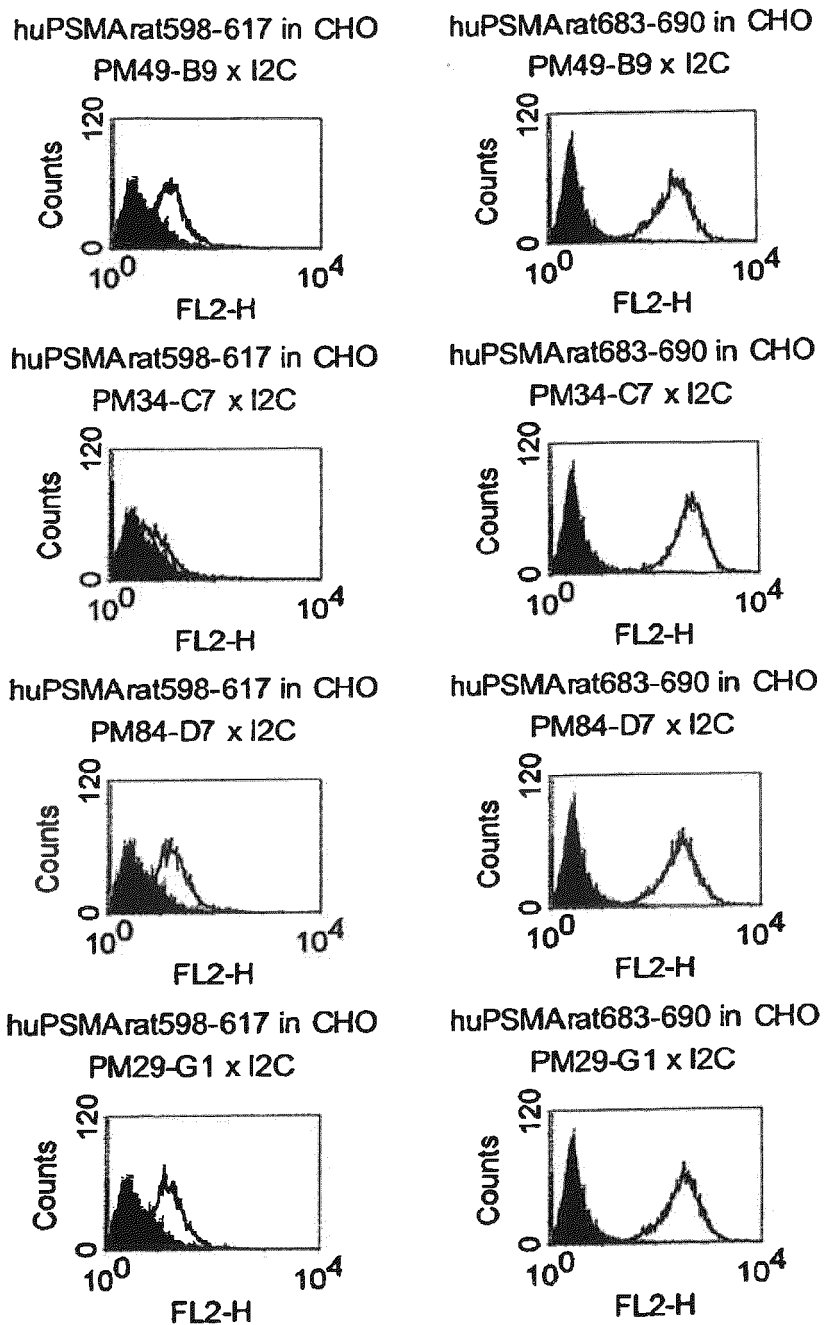 huPSMArat598-617 in CHO
PM49-B9 x I2C
120
Counts
0
10^0
10^4
FL2-H
huPSMArat683-690 in CHO
PM49-B9 x I2C
120
Counts
0
10^0
10^4
FL2-H
huPSMArat598-617 in CHO
PM34-C7 x I2C
120
Counts
0
10^0
10^4
FL2-H
huPSMArat683-690 in CHO
PM34-C7 x I2C
120
Counts
0
10^0
10^4
FL2-H
huPSMArat598-617 in CHO
PM84-D7 x I2C
120
Counts
0
10^0
10^4
FL2-H
huPSMArat683-690 in CHO
PM84-D7 x I2C
120
Counts
0
10^0
10^4
FL2-H
huPSMArat598-617 in CHO
PM29-G1 x I2C
120
Counts
0
10^0
10^4
FL2-H
huPSMArat683-690 in CHO
PM29-G1 x I2C
120
Counts
0
10^0
10^4
FL2-H